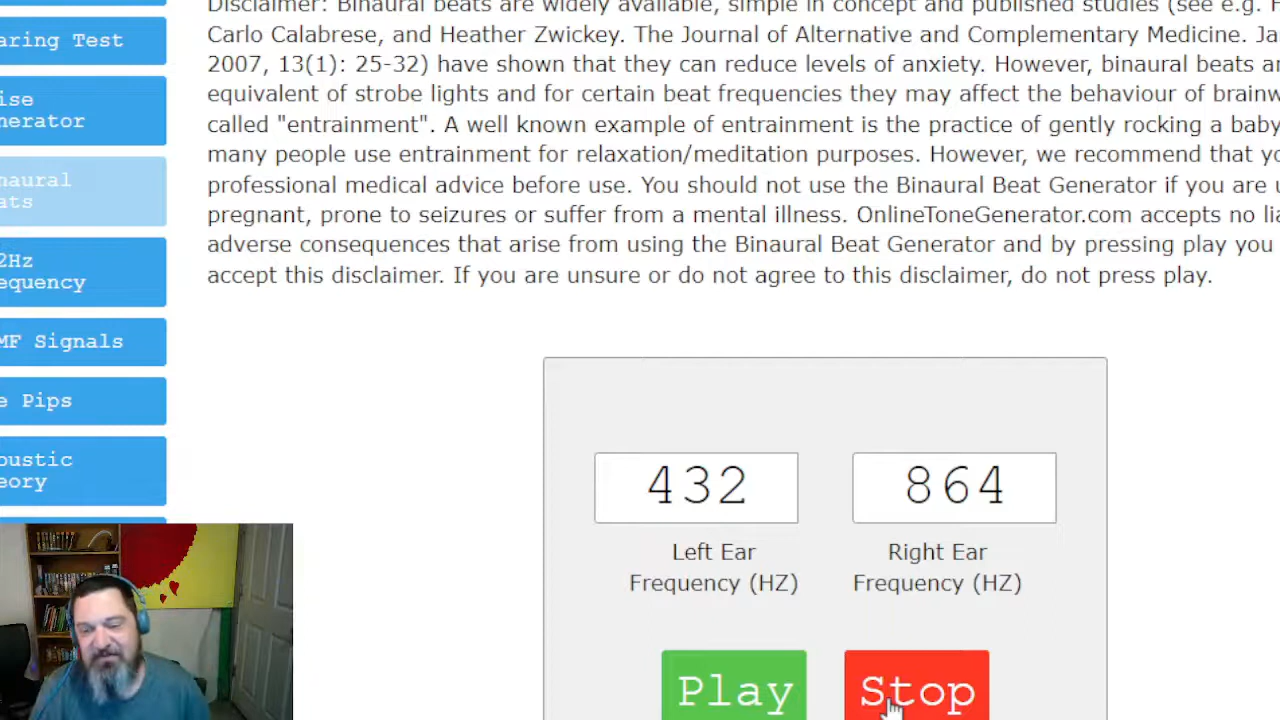 aring Test
ise
nerator
naural
ats
2Hz
equency
MF Signals
e Pips
oustic
eory
Disclaimer: Binaural beats are widely available, simple in concept and published studies (see e.g.
Carlo Calabrese, and Heather Zwickey. The Journal of Alternative and Complementary Medicine. Ja
2007, 13(1): 25-32) have shown that they can reduce levels of anxiety. However, binaural beats a
equivalent of strobe lights and for certain beat frequencies they may affect the behaviour of brainw
called "entrainment". A well known example of entrainment is the practice of gently rocking a baby
many people use entrainment for relaxation/meditation purposes. However, we recommend that yo
professional medical advice before use. You should not use the Binaural Beat Generator if you are u
pregnant, prone to seizures or suffer from a mental illness. OnlineToneGenerator.com accepts no lia
adverse consequences that arise from using the Binaural Beat Generator and by pressing play you
accept this disclaimer. If you are unsure or do not agree to this disclaimer, do not press play.
432 864
Left Ear Right Ear
Frequency (HZ) Frequency (HZ)
Play Stop